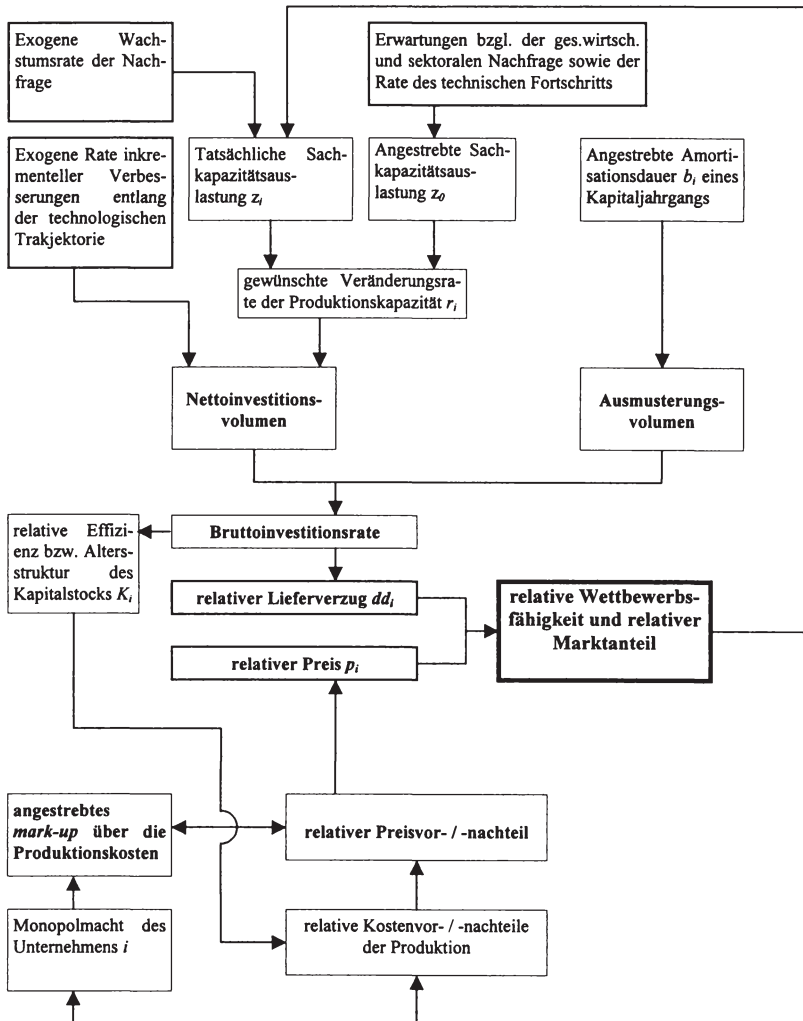 Exogene Wach-
stumsrate der Nach-
frage
Erwartungen bzgl. der ges.wirtsch.
und sektoralen Nachfrage sowie der
Rate des technischen Fortschritts
Exogene Rate inkre-
menteller Verbes-
serungen entlang
der technologischen
Trakjektorie
Tatsächliche Sach-
kapazitätsaus-
lastung zi
Angestrebte Sach-
kapazitätsaus-
lastung z0
Angestrebte Amorti-
sationsdauer bi eines
Kapitaljahrgangs
gewünschte Veränderungsra-
te der Produktionskapazität ri
Nettoinvestitions-
volumen
Ausmusterungs-
volumen
relative Effizi-
enz bzw. Alters-
struktur des
Kapitalstocks Ki
Bruttoinvestitionsrate
relativer Lieferverzug ddi
relativer Preis pi
relative Wettbewerbs-
fähigkeit und relativer
Marktanteil
angestrebtes
mark-up über die
Produktionskosten
relativer Preisvor- / -nachteil
Monopolmacht des
Unternehmens i
relative Kostenvor- / -nachteile
der Produktion